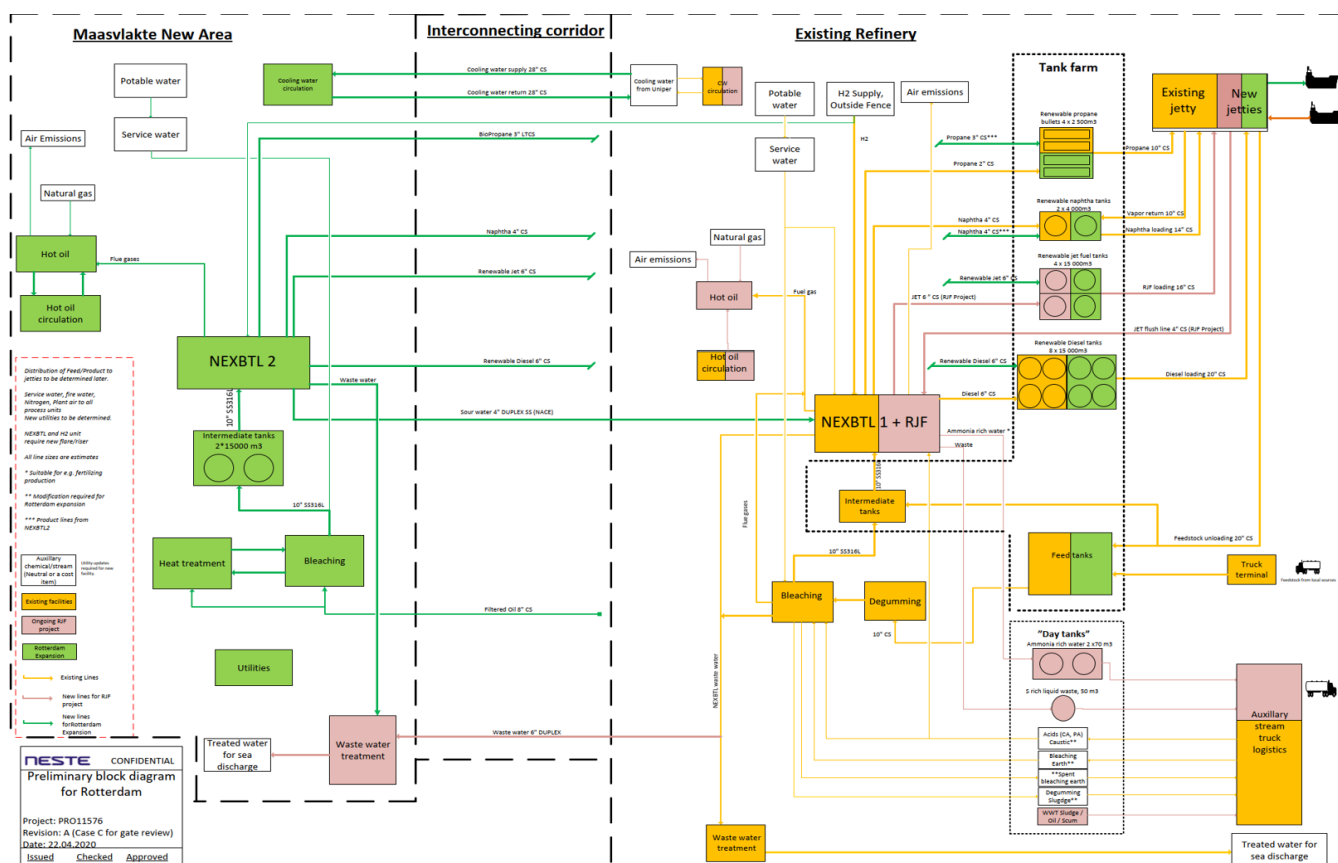 Maasvlakte New Area
Interconnecting corridor
Existing Refinery
Potable water
Service water
Air Emissions
Natural gas
Hot oil
Hot oil
circulation
Flue gases
Cooling water
circulation
Cooling water supply 28" CS
Cooling water return 28" CS
BioPropane 3" LTCS
Naphtha 4" CS
Renewable Jet 6" CS
NEXBTL 2
Renewable Diesel 6" CS
Waste water
Sour water 4" DUPLEX SS (NACE)
10" SS316L
Intermediate tanks
2*15000 m3
10" SS316L
Heat treatment
Bleaching
Filtered Oil 8" CS
Utilities
Waste water
treatment
Treated water
for sea
discharge
Waste water 6" DUPLEX
Cooling water
from Uniper
CW
circulation
Potable
water
Service
water
H2 Supply,
Outside Fence
H2
Air emissions
Natural gas
Air emissions
Hot oil
Hot oil
circulation
Fuel gas
Tank farm
Renewable propane
bullets 4 x 2 500m3
Propane 3" CS***
Propane 2" CS
Propane 10" CS
Renewable naphtha tanks
2 x 4 000m3
Naphtha 4" CS
Naphtha 4" CS***
Vapor return 10" CS
Naphtha loading 14" CS
Renewable jet fuel tanks
4 x 15 000m3
Renewable Jet 6" CS
JET 6 " CS (RJF Project)
RJF loading 16" CS
JET flush line 4" CS (RJF Project)
Renewable Diesel tanks
8 x 15 000m3
Renewable Diesel 6" CS
Diesel 6" CS
Diesel loading 20" CS
Existing
jetty
New
jetties
NEXBTL 1 + RJF
Ammonia rich water *
Waste
10" SS316L
Intermediate
tanks
Flue gases
10" SS316L
Bleaching
Degumming
10" CS
Feed tanks
Feedstock unloading 20" CS
Truck
terminal
Feedstock from local sources
NEXBTL waste water
"Day tanks"
Ammonia rich water 2 x70 m3
S rich liquid waste, 50 m3
Acids (CA, PA)
Caustic**
Bleaching
Earth**
**Spent
bleaching earth
Degumming
Slugdge**
WWT Sludge /
Oil / Scum
Auxillary
stream
truck
logistics
Waste water
treatment
Treated water for
sea discharge
Distribution of Feed/Product to
jetties to be determined later.
Service water, fire water,
Nitrogen, Plant air to all
process units
New utilities to be determined.
NEXBTL and H2 unit
require new flare/riser
All line sizes are estimates
* Suitable for e.g. fertilizing
production
** Modification required for
Rotterdam expansion
*** Product lines from
NEXBTL2
Auxillary
chemical/stream
(Neutral or a cost
item)
Utility updates
required for new
facility.
Existing facilities
Ongoing RJF
project
Rotterdam
Expansion
Existing Lines
New lines for RJF
project
New lines
forRotterdam
Expansion
NESTE CONFIDENTIAL
Preliminary block diagram
for Rotterdam
Project: PRO11576
Revision: A (Case C for gate review)
Date: 22.04.2020
Issued Checked Approved